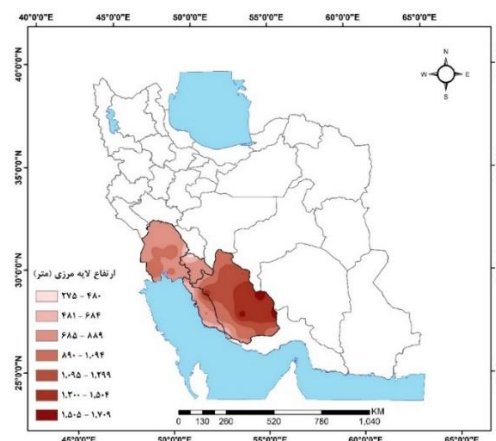 40°0'0"E 45°0'0"E 50°0'0"E 55°0'0"E 60°0'0"E 65°0'0"E
N
W E
S
40°0'0"N
35°0'0"N
30°0'0"N
25°0'0"N
ارتفاع لایه مرزی (متر)
۲۷۵ - ۴۸۰
۴۸۱ - ۶۸۴
۶۸۵ - ۸۸۹
۸۹۰ - ۱,۰۹۴
۱,۰۹۵ - ۱,۲۹۹
۱,۳۰۰ - ۱,۵۰۴
۱,۵۰۵ - ۱,۷۰۹
KM
0 130 260 520 780 1,040
45°0'0"E 50°0'0"E 55°0'0"E 60°0'0"E